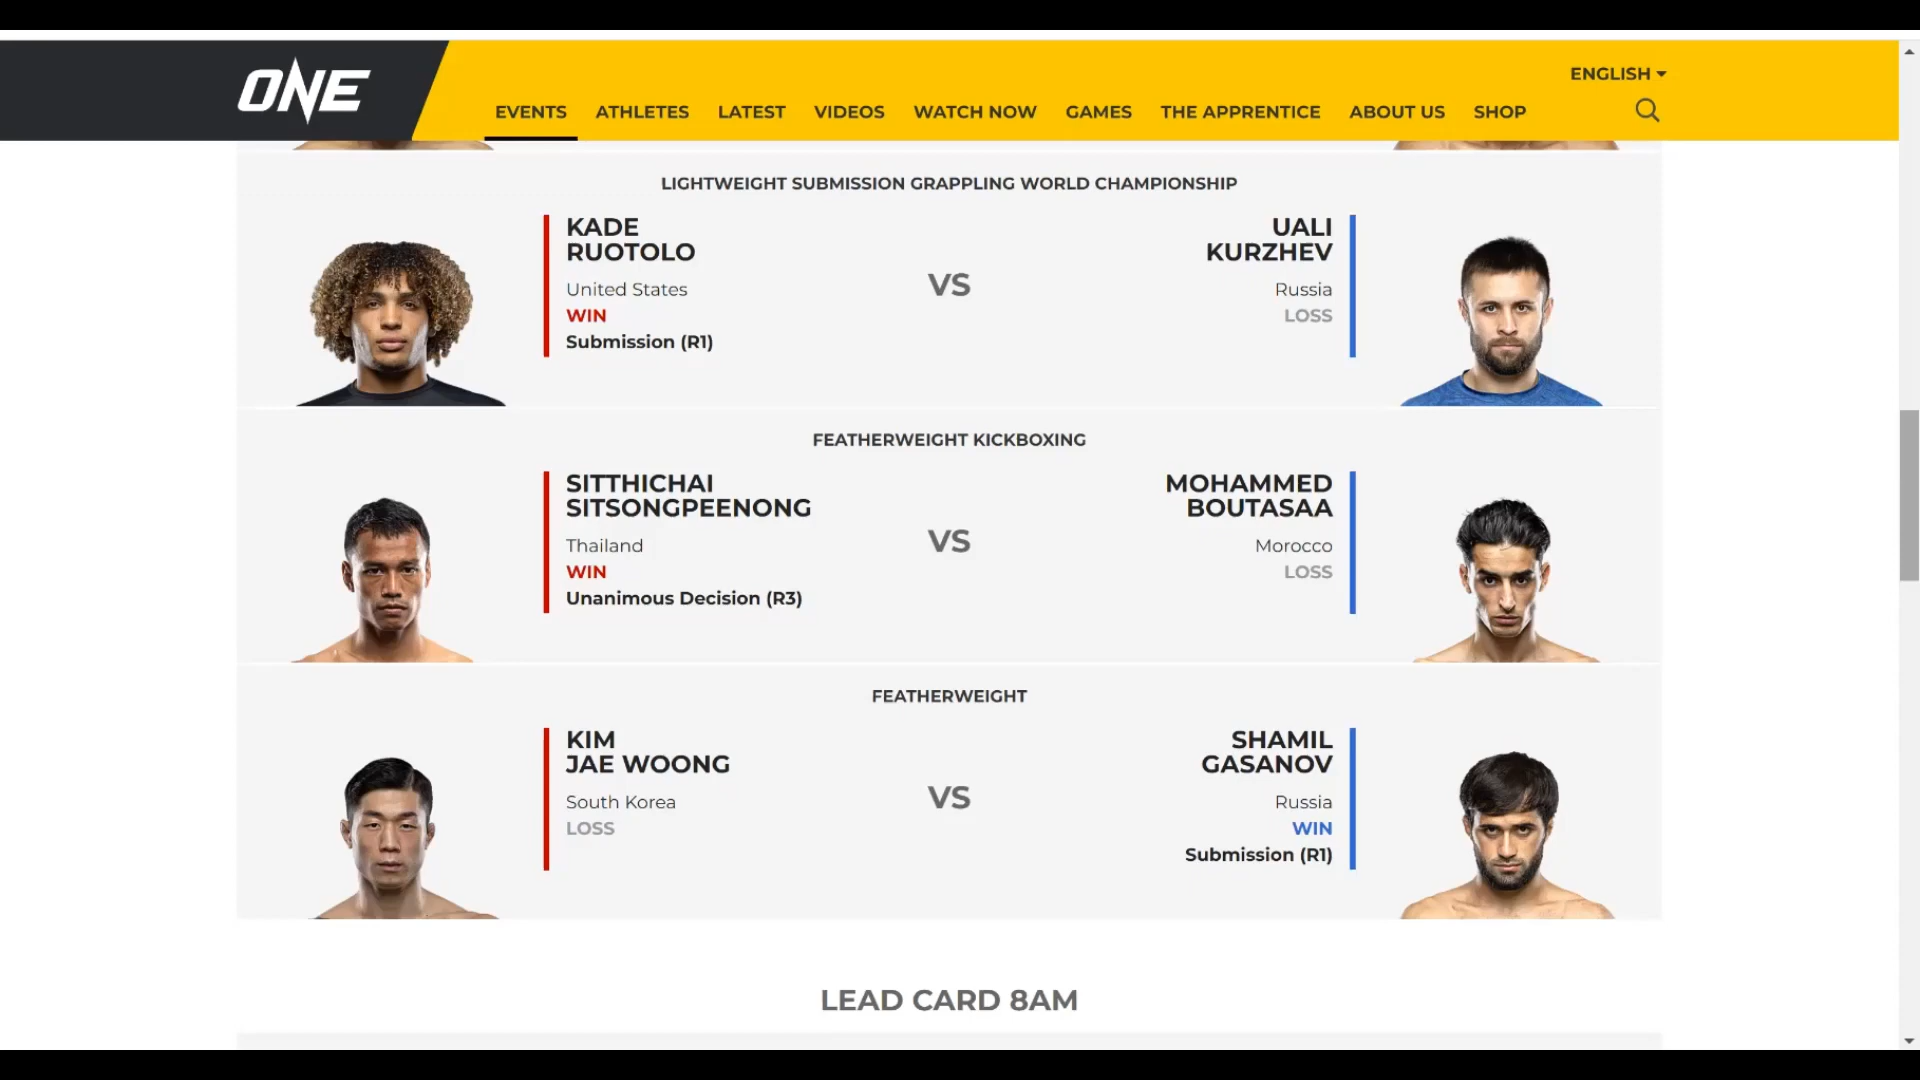 ONE
ENGLISH
EVENTS ATHLETES LATEST VIDEOS WATCH NOW GAMES THE APPRENTICE ABOUT US SHOP
LIGHTWEIGHT SUBMISSION GRAPPLING WORLD CHAMPIONSHIP
KADE
RUOTOLO
United States
WIN
Submission (R1)
VS
UALI
KURZHEV
Russia
LOSS
FEATHERWEIGHT KICKBOXING
SITTHICHAI
SITSONGPEENONG
Thailand
WIN
Unanimous Decision (R3)
VS
MOHAMMED
BOUTASAA
Morocco
LOSS
FEATHERWEIGHT
KIM
JAE WOONG
South Korea
LOSS
VS
SHAMIL
GASANOV
Russia
WIN
Submission (R1)
LEAD CARD 8AM